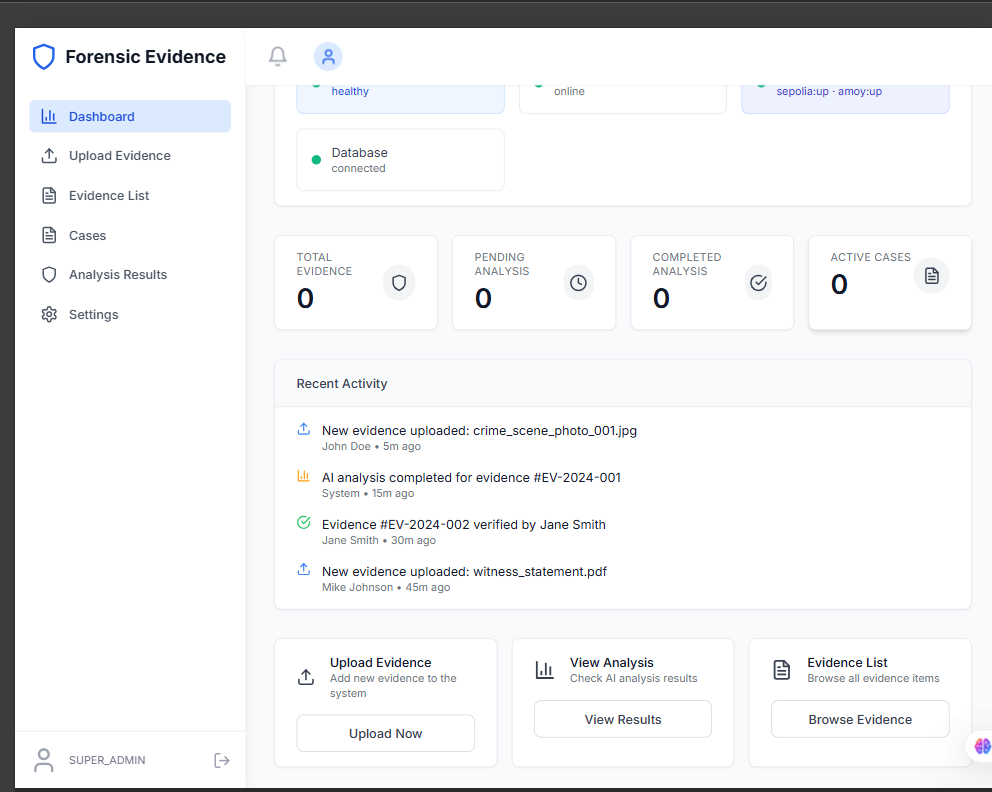 Forensic Evidence
Dashboard
Upload Evidence
Evidence List
Cases
Analysis Results
Settings
SUPER_ADMIN
healthy
online
sepolia:up · amoy:up
Database
connected
TOTAL
EVIDENCE
0
PENDING
ANALYSIS
0
COMPLETED
ANALYSIS
0
ACTIVE CASES
0
Recent Activity
New evidence uploaded: crime_scene_photo_001.jpg
John Doe • 5m ago
AI analysis completed for evidence #EV-2024-001
System • 15m ago
Evidence #EV-2024-002 verified by Jane Smith
Jane Smith • 30m ago
New evidence uploaded: witness_statement.pdf
Mike Johnson • 45m ago
Upload Evidence
Add new evidence to the
system
Upload Now
View Analysis
Check AI analysis results
View Results
Evidence List
Browse all evidence items
Browse Evidence